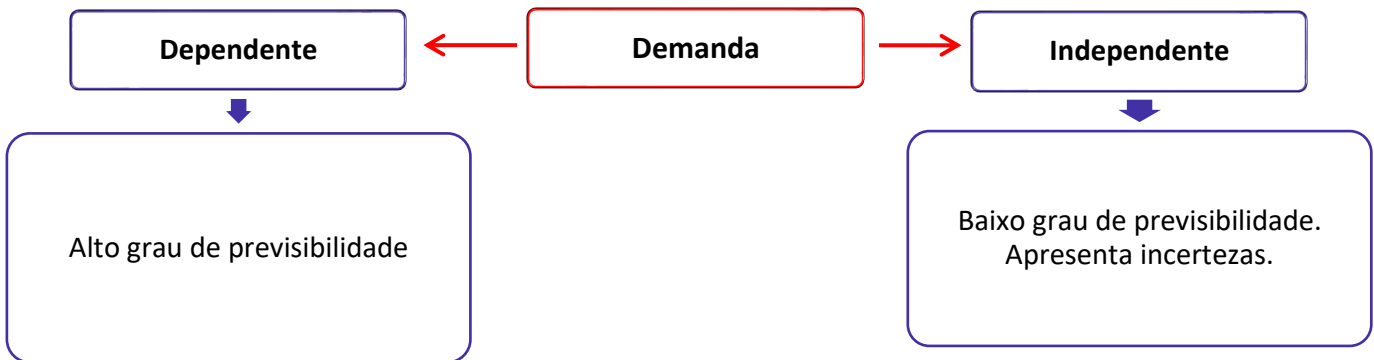 Dependente
Demanda
Independente
Alto grau de previsibilidade
Baixo grau de previsibilidade.
Apresenta incertezas.